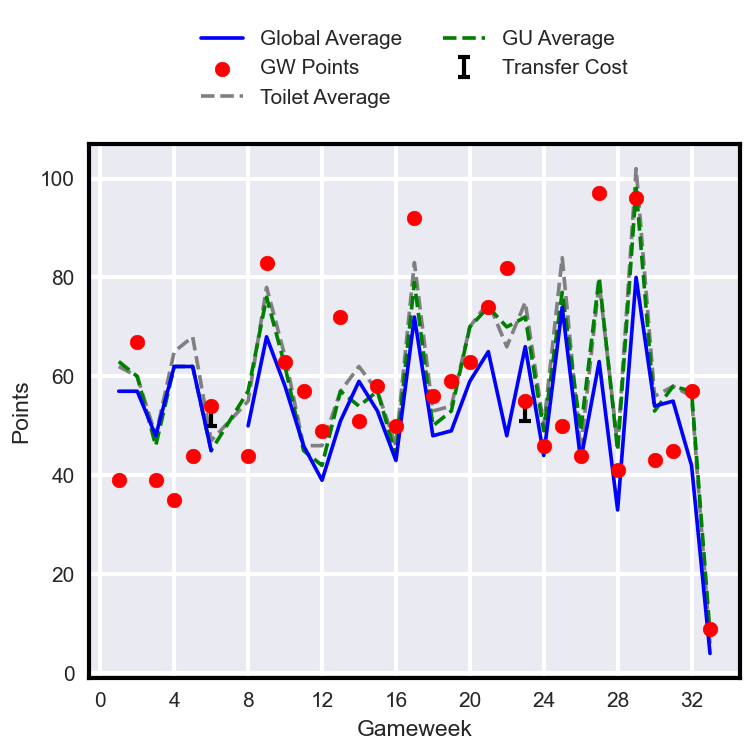 Global Average
GW Points
Toilet Average
GU Average
Transfer Cost
100
80
60
40
20
0
Points
0 4 8 12 16 20 24 28 32
Gameweek